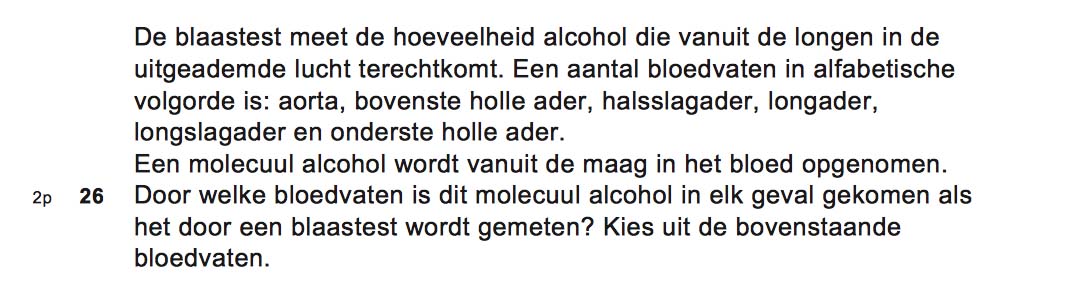 De blaastest meet de hoeveelheid alcohol die vanuit de longen in de
uitgeademde lucht terechtkomt. Een aantal bloedvaten in alfabetische
volgorde is: aorta, bovenste holle ader, halsslagader, longader,
longslagader en onderste holle ader.
Een molecuul alcohol wordt vanuit de maag in het bloed opgenomen.
2p 26 Door welke bloedvaten is dit molecuul alcohol in elk geval gekomen als
het door een blaastest wordt gemeten? Kies uit de bovenstaande
bloedvaten.